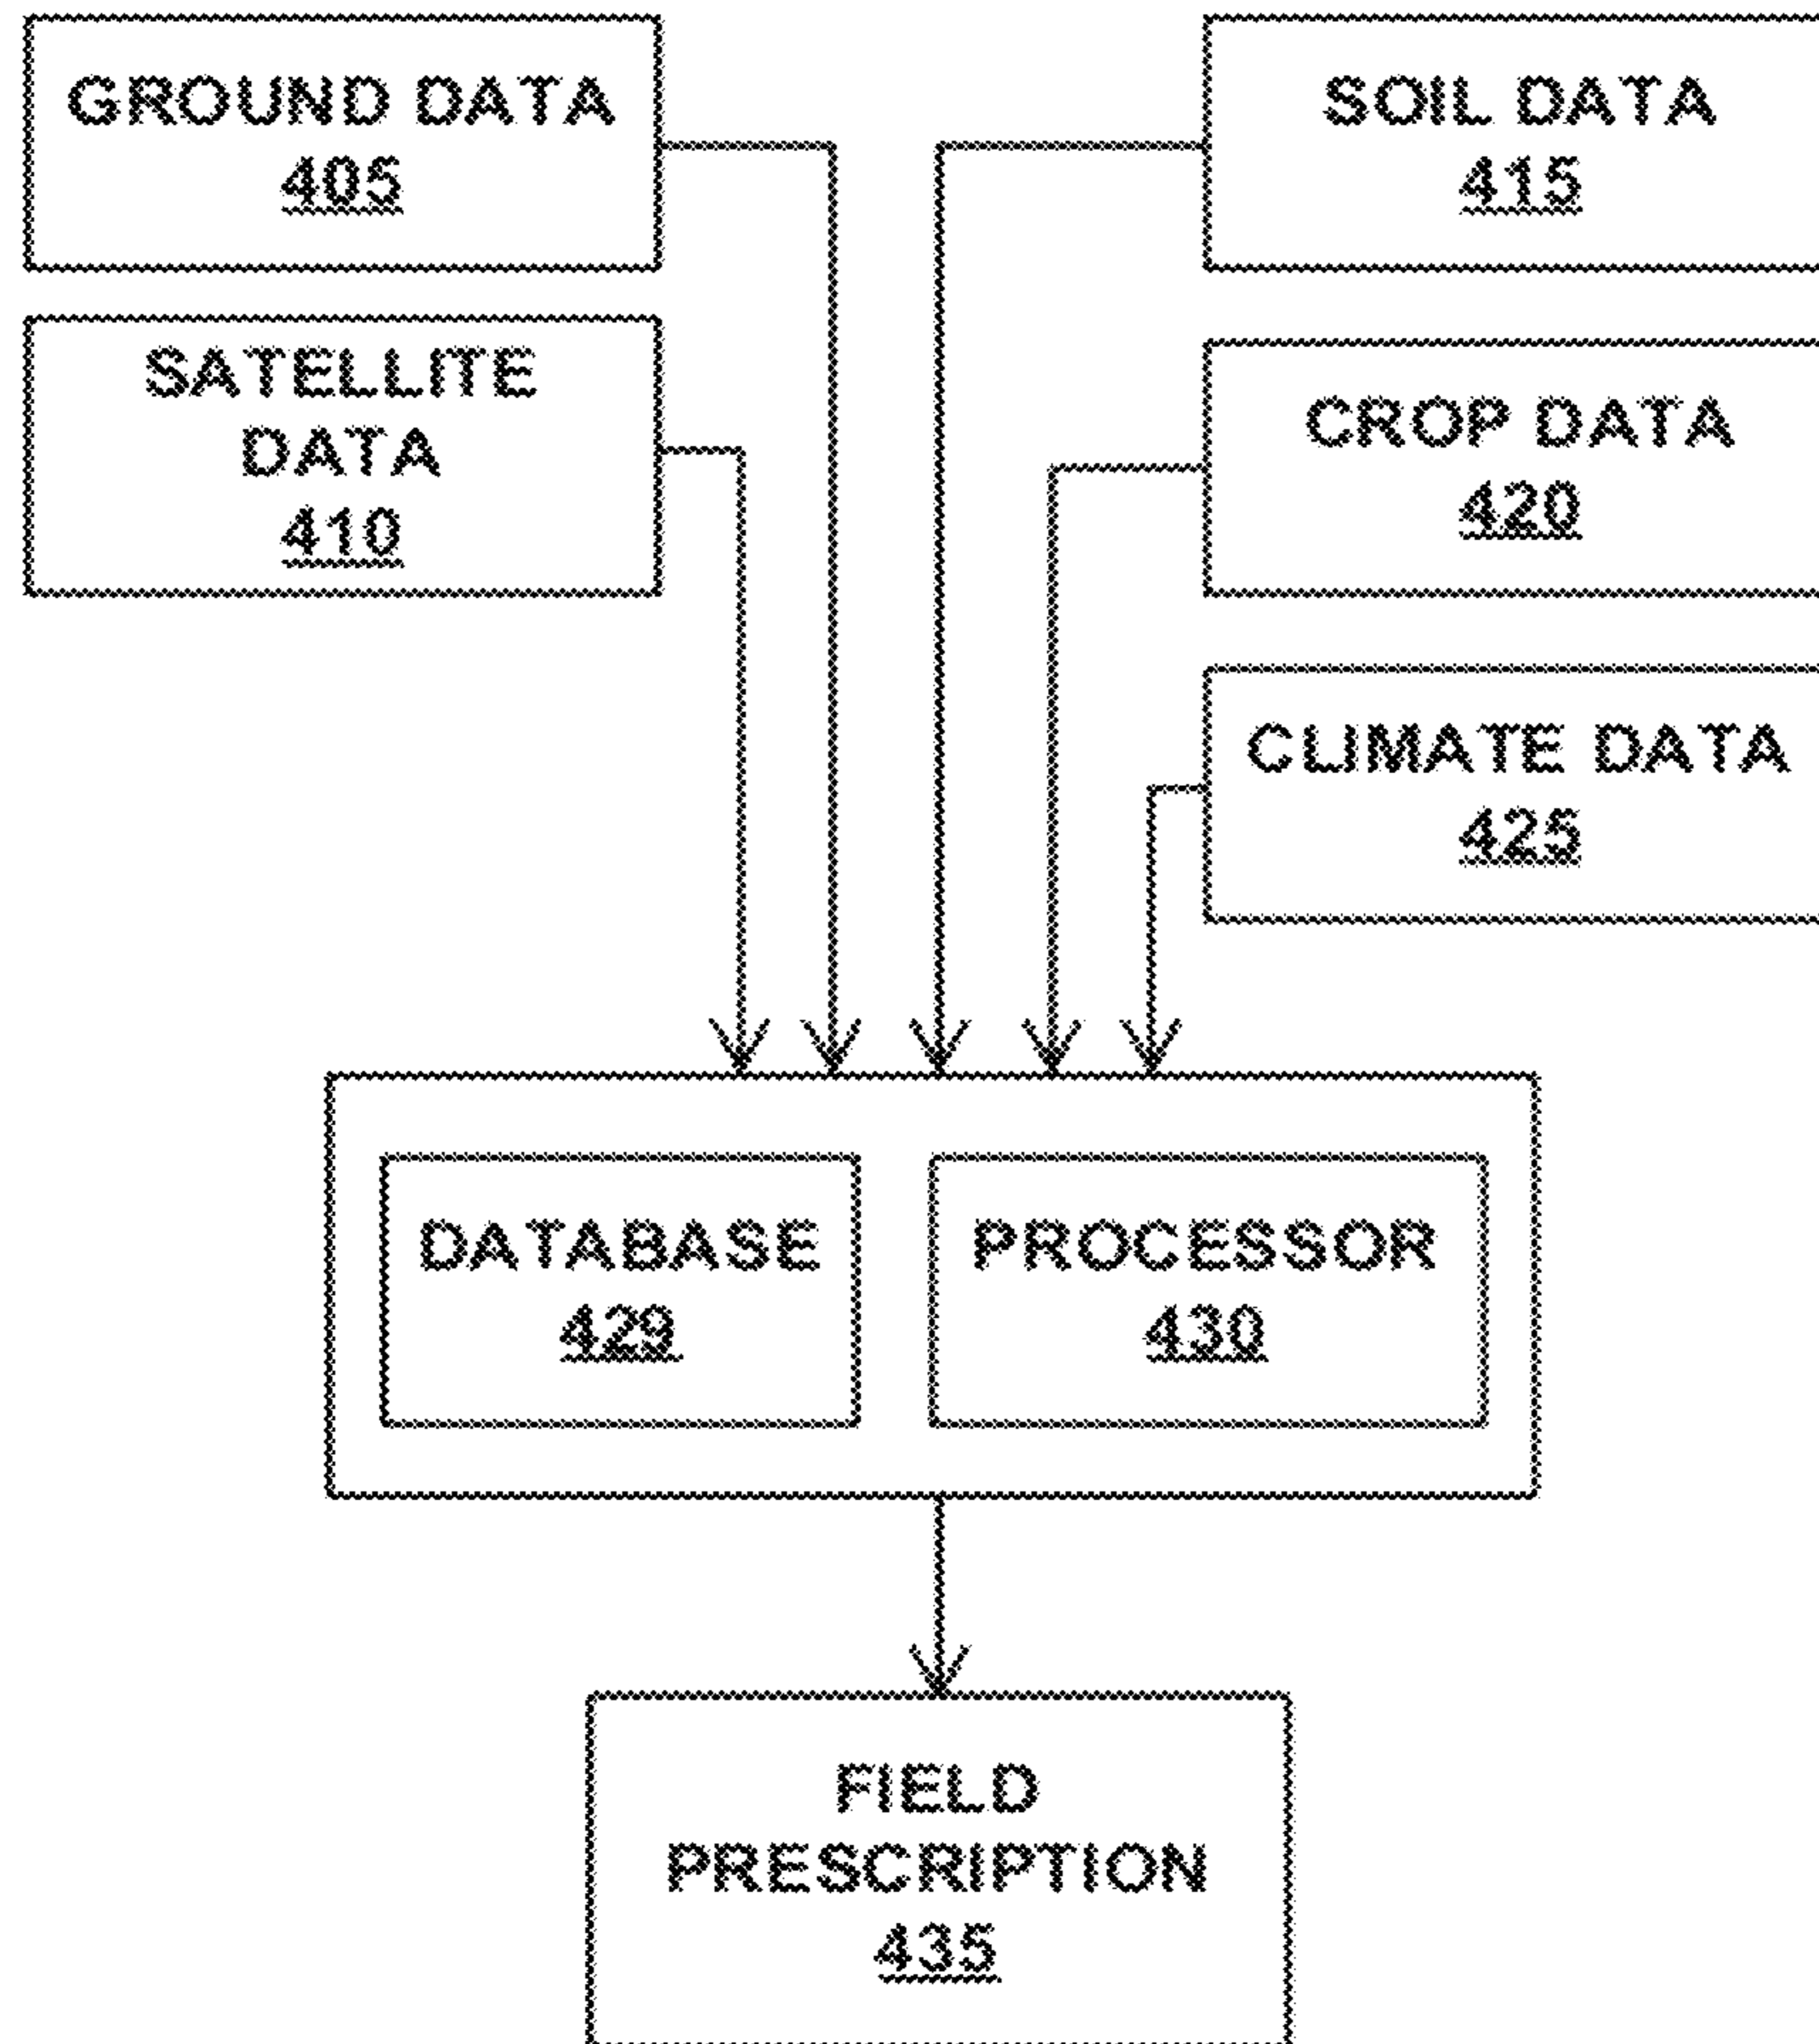 GROUND DATA
405
SATELLITE
DATA
410
SOIL DATA
415
CROP DATA
420
CLIMATE DATA
425
DATABASE
429
PROCESSOR
430
FIELD
PRESCRIPTION
435